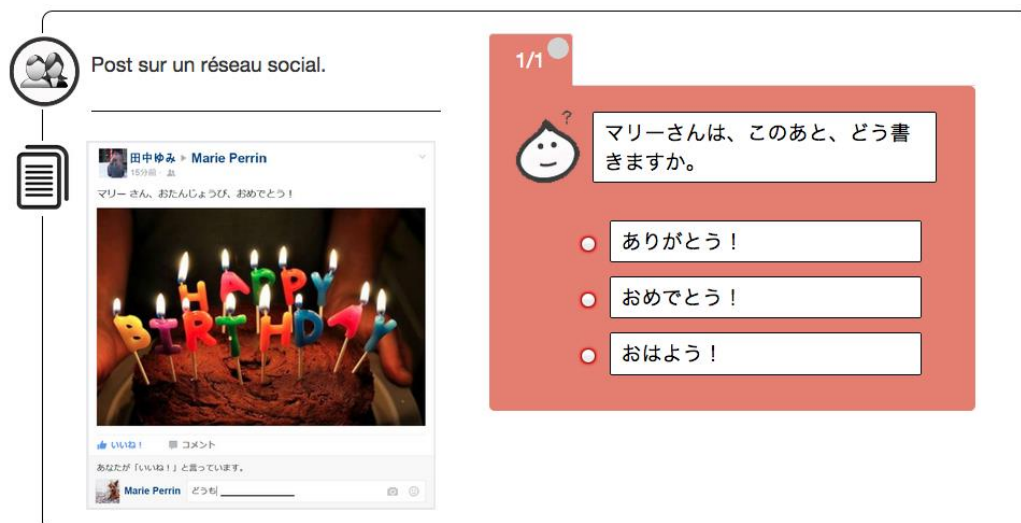 Post sur un réseau social.
田中ゆみ ▸ Marie Perrin
15分前
マリー さん、おたんじょうび、おめでとう！
HAPPY
BIRTHDAY
いいね！ コメント
あなたが「いいね！」と言っています。
Marie Perrin どうも
1/1
?
マリーさんは、このあと、どう書
きますか。
ありがとう！
おめでとう！
おはよう！